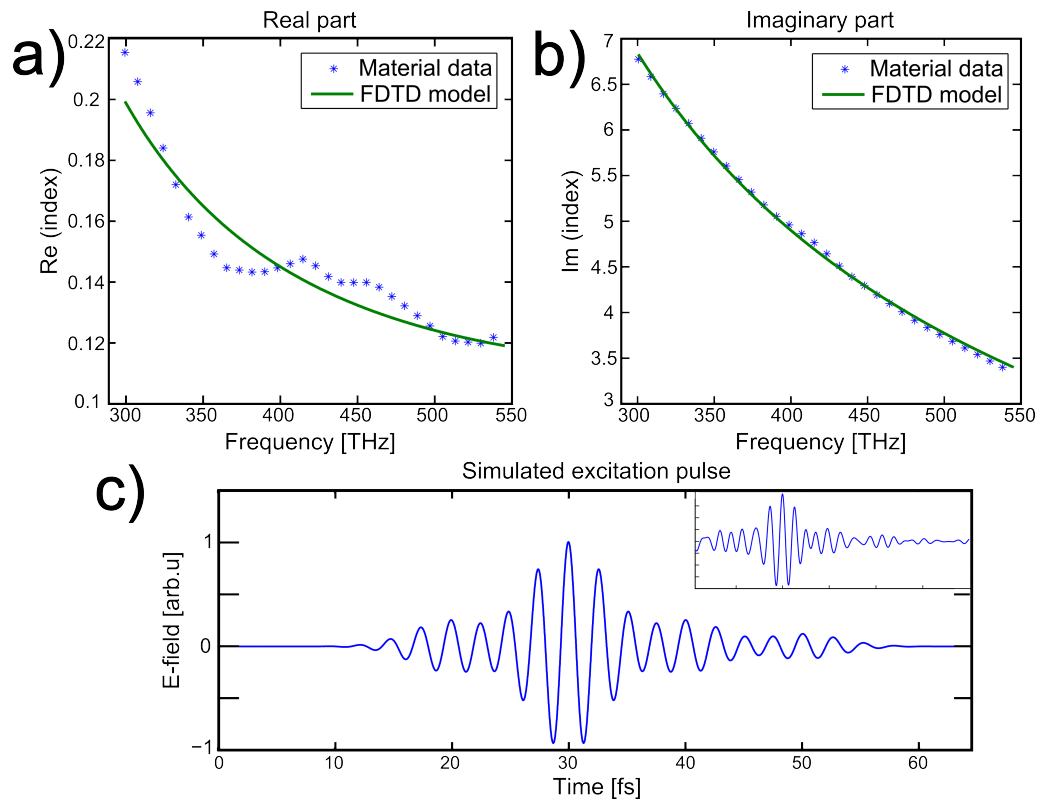 a)
Real part
0.22
0.2
0.18
0.16
0.14
0.12
0.1
Re (index)
Material data
FDTD model
300
350
400
450
500
550
Frequency [THz]
b)
Imaginary part
7
6.5
6
5.5
5
4.5
4
3.5
3
Im (index)
Material data
FDTD model
300
350
400
450
500
550
Frequency [THz]
c)
Simulated excitation pulse
1
0
−1
E-field [arb.u]
0
10
20
30
40
50
60
Time [fs]